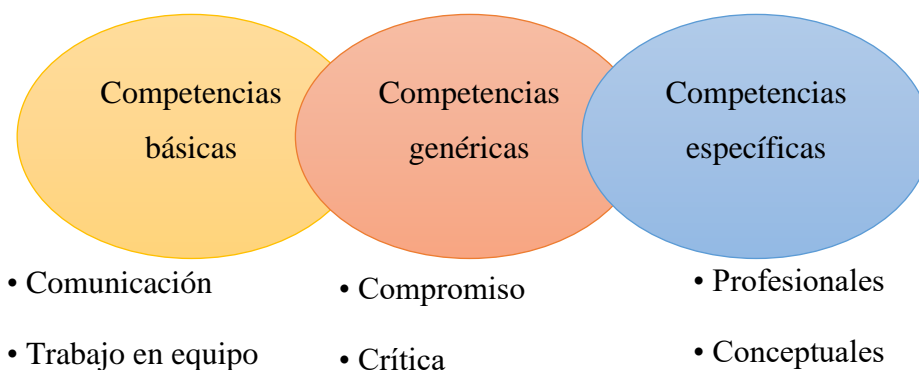 Competencias
básicas
Competencias
genéricas
Competencias
específicas
• Comunicación
• Trabajo en equipo
• Compromiso
• Crítica
• Profesionales
• Conceptuales